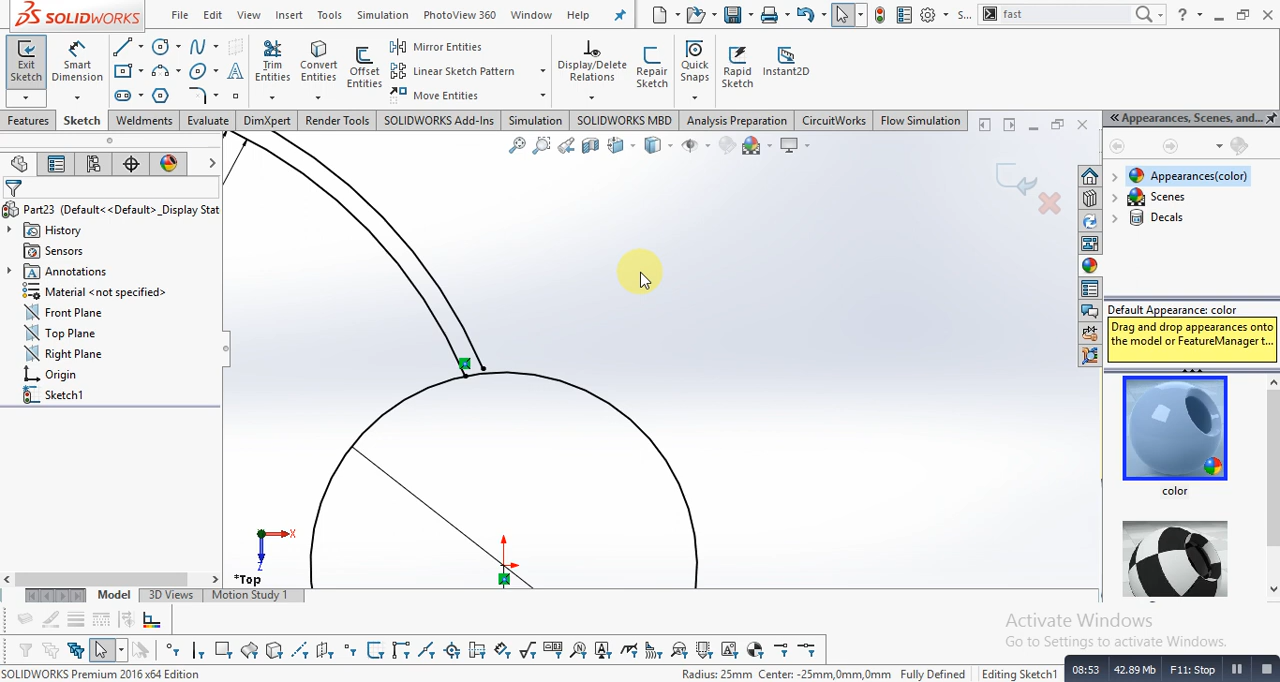 SOLIDWORKS File Edit View Insert Tools Simulation PhotoView 360 Window Help S... fast
Exit Sketch
Smart Dimension
Trim Entities
Convert Entities
Offset Entities
Mirror Entities
Linear Sketch Pattern
Move Entities
Display/Delete Relations
Repair Sketch
Quick Snaps
Rapid Sketch
Instant2D
Features Sketch Weldments Evaluate DimXpert Render Tools SOLIDWORKS Add-Ins Simulation SOLIDWORKS MBD Analysis Preparation CircuitWorks Flow Simulation
Appearances, Scenes, and...
Part23 (Default<<Default>_Display Stat
History
Sensors
Annotations
Material <not specified>
Front Plane
Top Plane
Right Plane
Origin
Sketch1
Appearances(color)
Scenes
Decals
Default Appearance: color
Drag and drop appearances onto
the model or FeatureManager t...
color
X
Z
*Top
Model 3D Views Motion Study 1
Activate Windows
Go to Settings to activate Windows.
SOLIDWORKS Premium 2016 x64 Edition
Radius: 25mm Center: -25mm,0mm,0mm Fully Defined Editing Sketch1
08:53 42.89 Mb F11: Stop